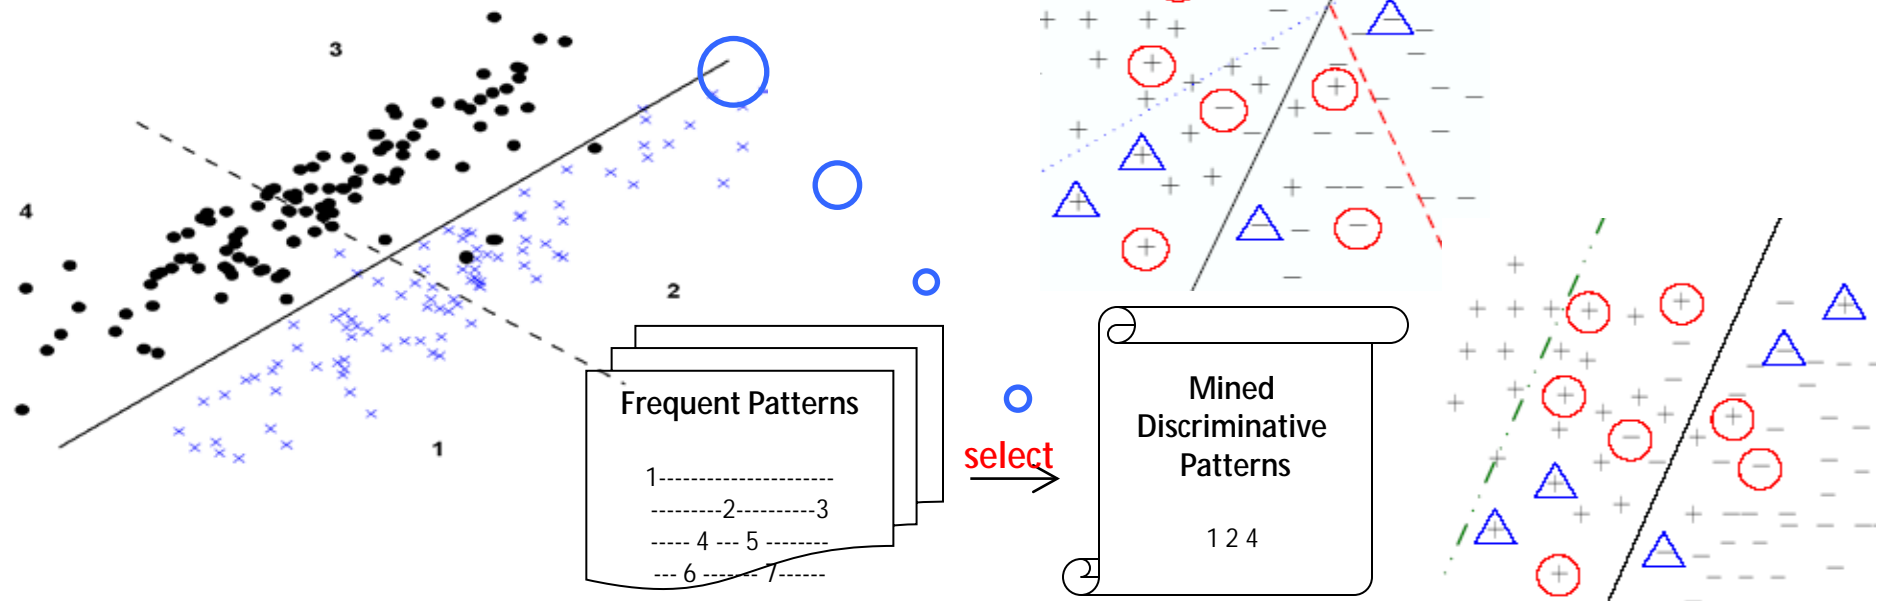 3
4
2
1
Frequent Patterns
1----------------------
---------2----------3
----- 4 --- 5 --------
--- 6 ------- 7------
select
Mined
Discriminative
Patterns
1 2 4